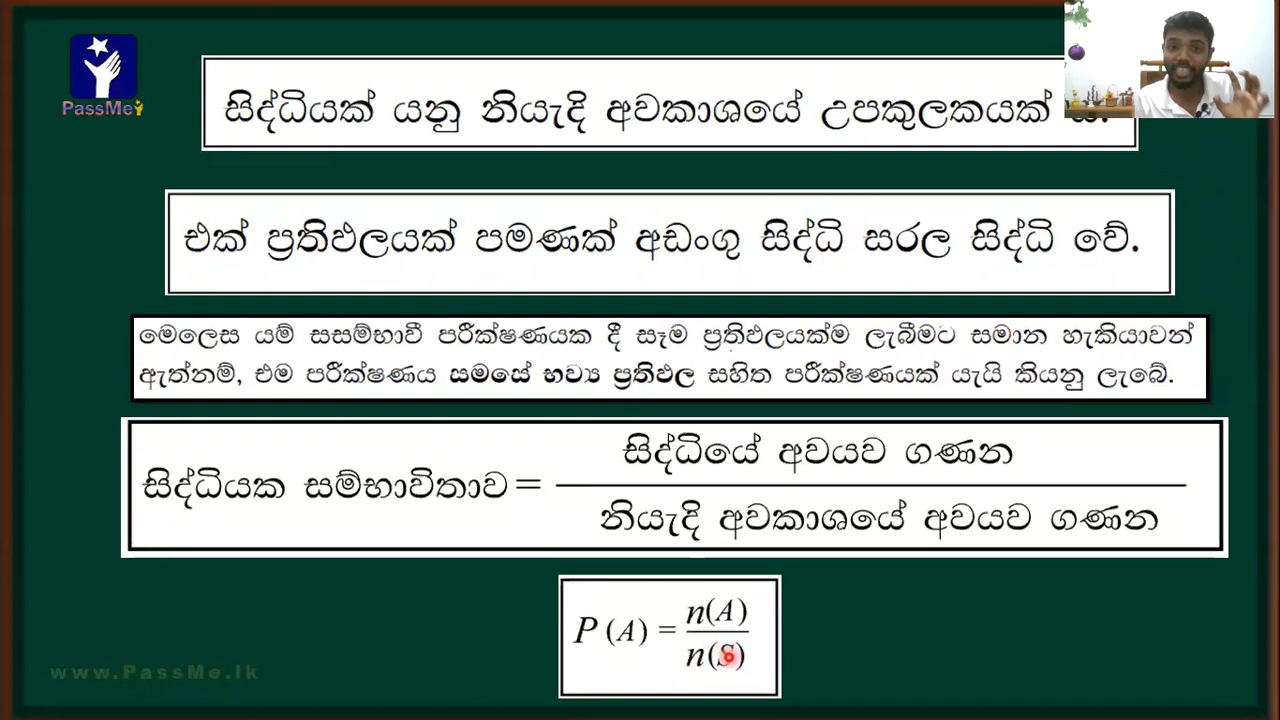 PassMe
සිද්ධියක් යනු නියැදි අවකාශයේ උපකුලකයක්
එක් ප්‍රතිඵලයක් පමණක් අඩංගු සිද්ධි සරල සිද්ධි වේ.
මෙලෙස යම් සසම්භාවී පරීක්ෂණයක දී සෑම ප්‍රතිඵලයක්ම ලැබීමට සමාන හැකියාවන්
ඇත්නම්, එම පරීක්ෂණය සමසේ භව්‍ය ප්‍රතිඵල සහිත පරීක්ෂණයක් යැයි කියනු ලැබේ.
සිද්ධියක සම්භාවිතාව =
සිද්ධියේ අවයව ගණන
නියැදි අවකාශයේ අවයව ගණන
P (A) =
n(A)
n(S)
www.PassMe.lk